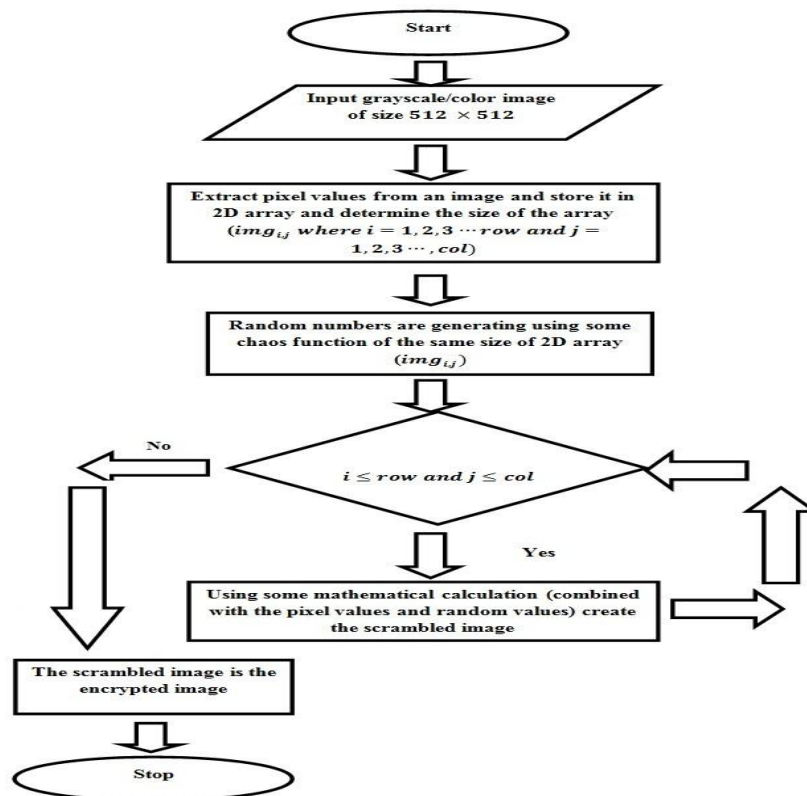 Start
Input grayscale/color image
of size 512 × 512
Extract pixel values from an image and store it in
2D array and determine the size of the array
(img_{i,j} where i = 1, 2, 3 ⋯ row and j =
1, 2, 3 ⋯ , col)
Random numbers are generating using some
chaos function of the same size of 2D array
(img_{i,j})
No
i ≤ row and j ≤ col
Yes
Using some mathematical calculation (combined
with the pixel values and random values) create
the scrambled image
The scrambled image is the
encrypted image
Stop